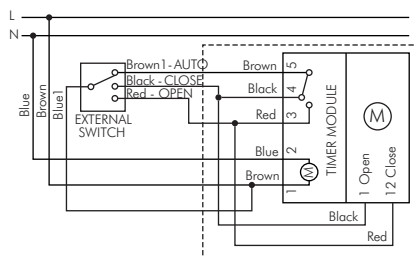 L
N
Blue
Brown
Blue1
EXTERNAL
SWITCH
Brown1-AUTO
Black - CLOSE
Red - OPEN
Brown
Black
Red
Blue
Brown
5
4
3
2
1
M
TIMER MODULE
M
1 Open
12 Close
Black
Red